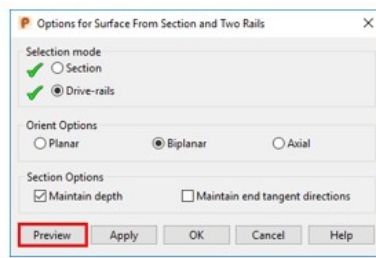 P Options for Surface From Section and Two Rails
Selection mode
Section
Drive-rails
Orient Options
Planar Biplanar Axial
Section Options
Maintain depth Maintain end tangent directions
Preview Apply OK Cancel Help